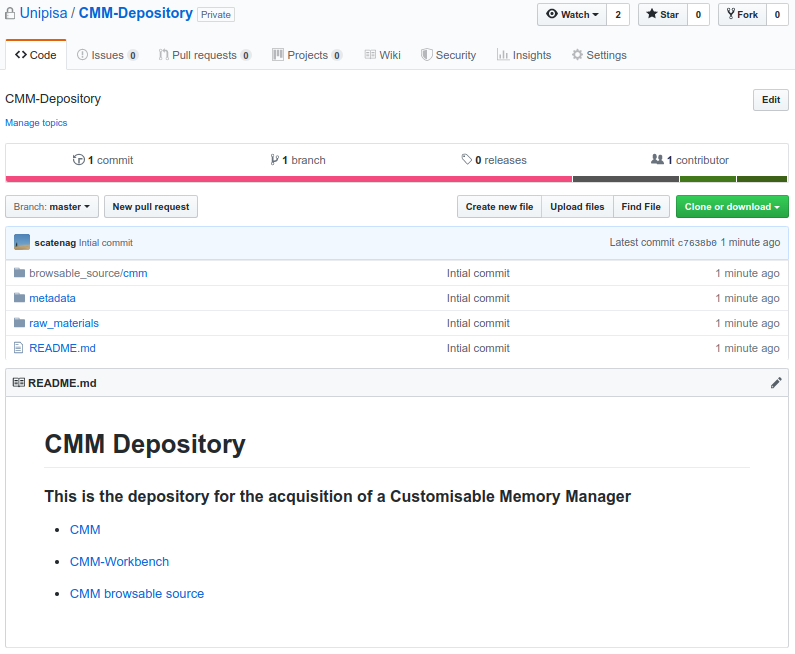 Unipisa / CMM-Depository Private Watch 2 Star 0 Fork 0
Code Issues 0 Pull requests 0 Projects 0 Wiki Security Insights Settings
CMM-Depository Edit
Manage topics
1 commit 1 branch 0 releases 1 contributor
Branch: master New pull request Create new file Upload files Find File Clone or download
scatenag Intial commit Latest commit c7638b0 1 minute ago
browsable_source/cmm Intial commit 1 minute ago
metadata Intial commit 1 minute ago
raw_materials Intial commit 1 minute ago
README.md Intial commit 1 minute ago
README.md
CMM Depository
This is the depository for the acquisition of a Customisable Memory Manager
CMM
CMM-Workbench
CMM browsable source